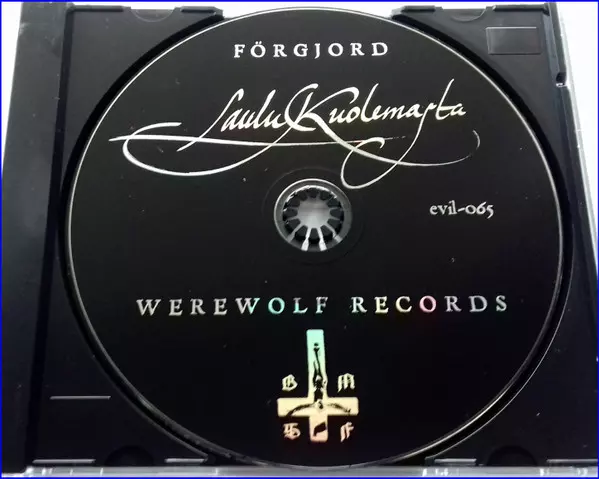 FÖRGJORD
Laulu Kuolemasta
evil-065
WEREWOLF RECORDS
B M
S F